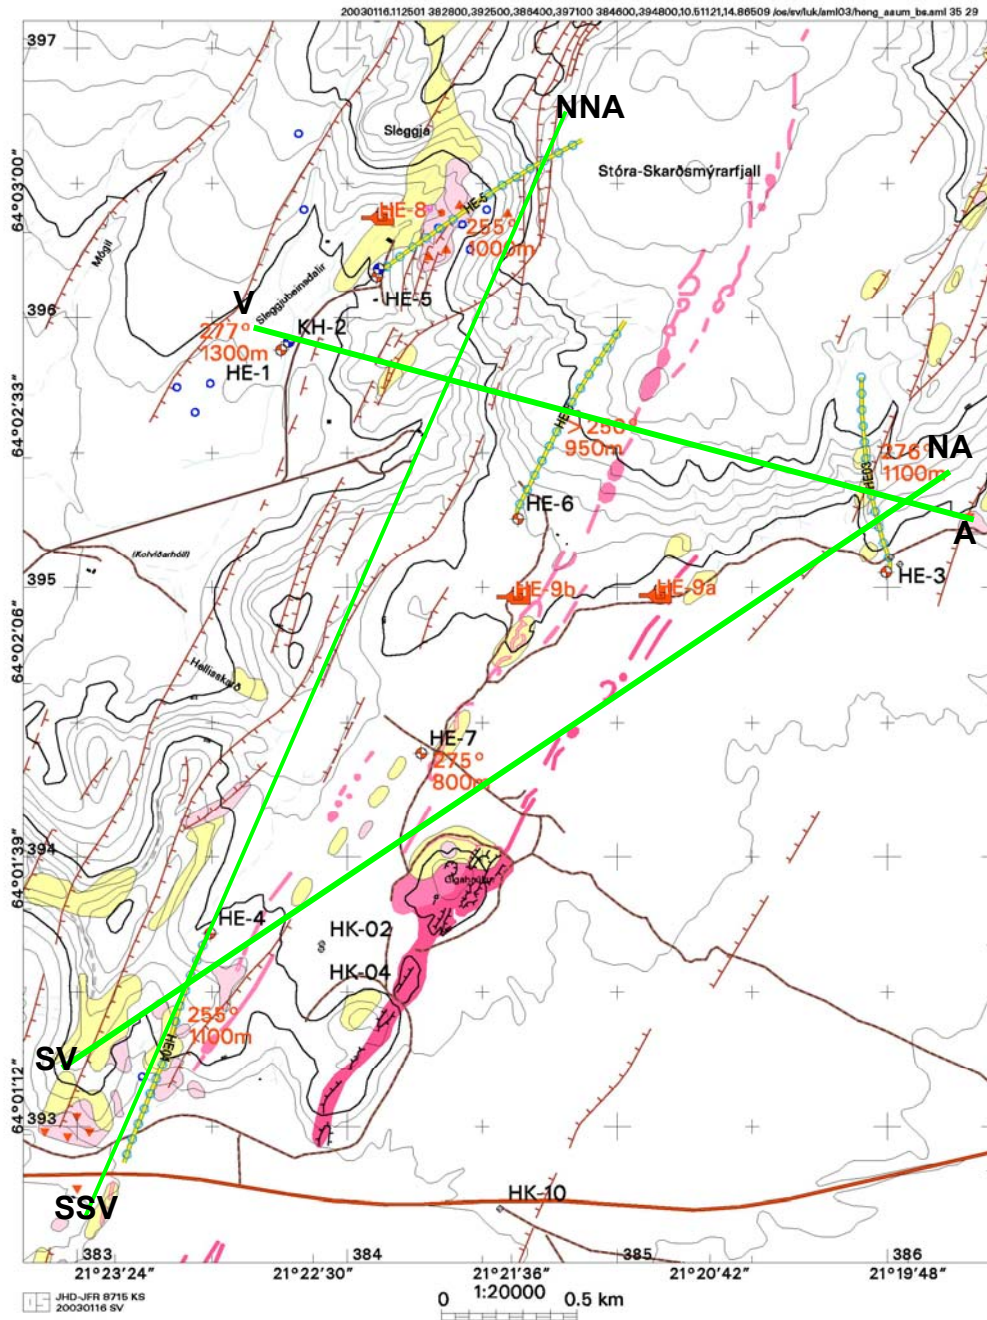 20030116.112501 382800,392500,386400,397100 384600,394800,10.51121,14.86509 /os/sv/luk/aml03/heng_aaum_bs.aml 35 29
397
NNA
Sleggja
Stóra-Skarðsmýrarfjall
64°03'00"
HE-8
HE-5
255°
1000m
Mógil
Sleggjubeinsdalir
HE-5
396
V
277°
KH-2
1300m
HE-1
64°02'33"
> 256°
950m
276°
1100m
NA
HE03
HE-6
A
(Kolviðarhóll)
395
HE-9b
HE-9a
HE-3
64°02'06"
Hellisskarð
HE-7
275°
800m
394
64°01'39"
HE-4
HK-02
HK-04
255°
1100m
HE04
SV
64°01'12"
393
SSV
HK-10
383
384
385
386
21°23'24"
21°22'30"
21°21'36"
21°20'42"
21°19'48"
JHD-JFR 8715 KS
20030116 SV
1:20000
0
0.5 km